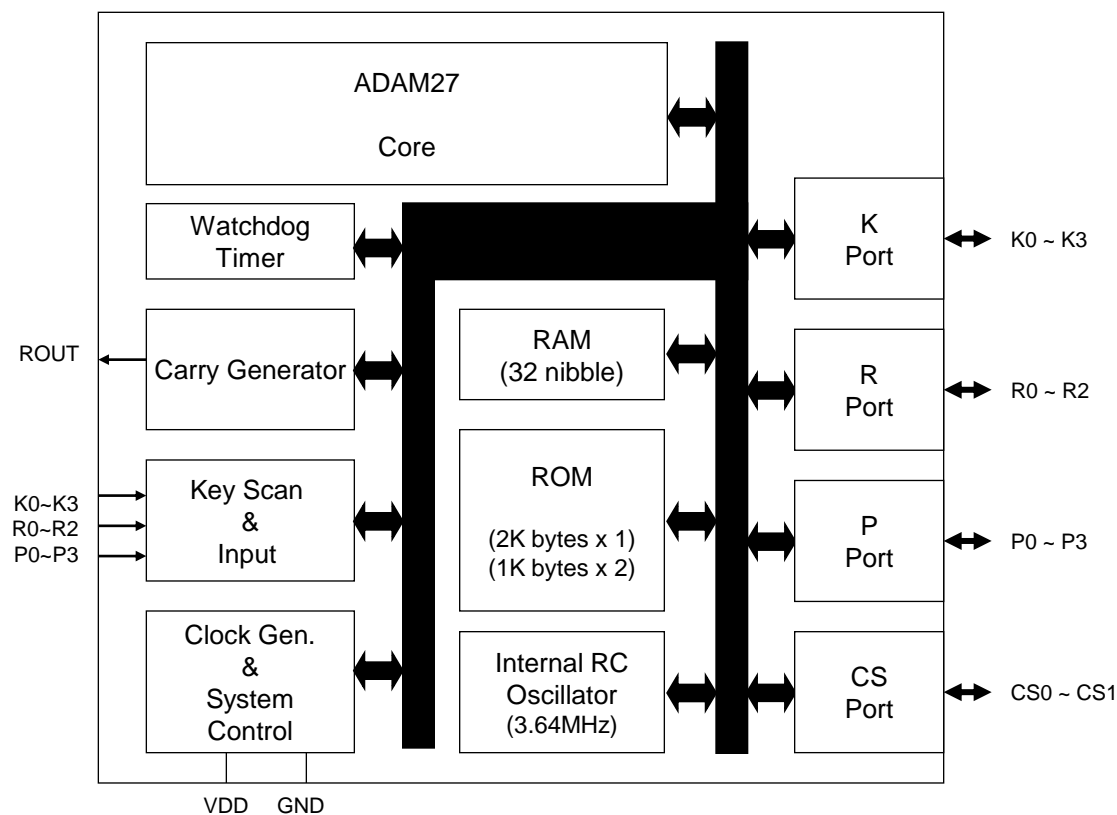 ADAM27
Core
Watchdog
Timer
K
Port
K0 ~ K3
ROUT
Carry Generator
RAM
(32 nibble)
R
Port
R0 ~ R2
K0~K3
R0~R2
P0~P3
Key Scan
&
Input
ROM
(2K bytes x 1)
(1K bytes x 2)
P
Port
P0 ~ P3
Clock Gen.
&
System
Control
Internal RC
Oscillator
(3.64MHz)
CS
Port
CS0 ~ CS1
VDD
GND